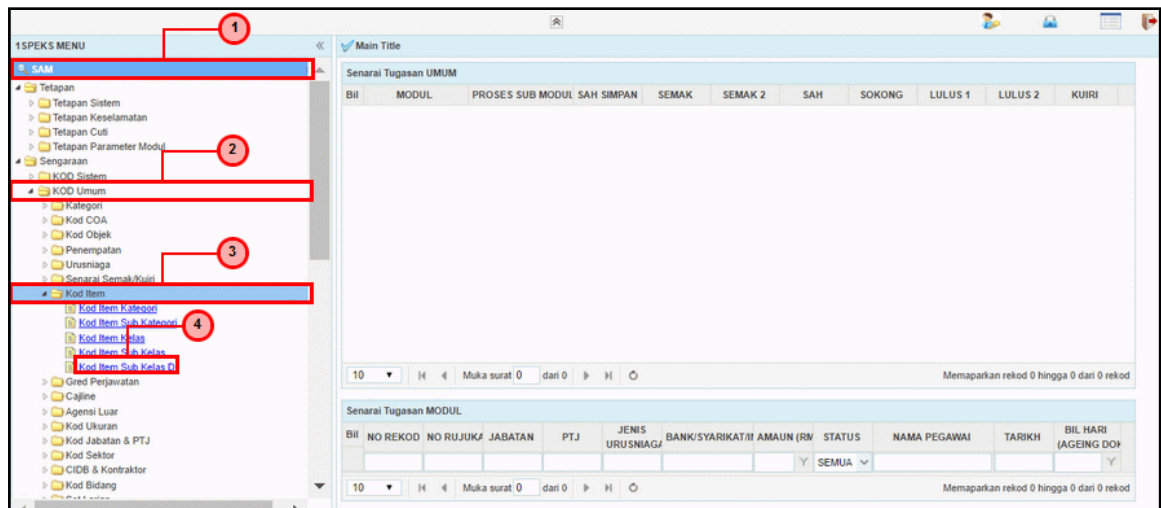 1
1SPEKS MENU
Main Title
SAM
Tetapan
Tetapan Sistem
Tetapan Keselamatan
Tetapan Cuti
Tetapan Parameter Modul
2
Sengaraan
KOD Sistem
KOD Umum
Kategori
Kod COA
Kod Objek
Penempatan
3
Urusniaga
Senarai Semak/Kuiri
Kod Item
Kod Item Kategori
Kod Item Sub Kategori
4
Kod Item Kelas
Kod Item Sub Kelas
Kod Item Sub Kelas D
Gred Perjawatan
Cajline
Agensi Luar
Kod Ukuran
Kod Jabatan & PTJ
Kod Sektor
CIDB & Kontraktor
Kod Bidang
Senarai Tugasan UMUM
Bil MODUL PROSES SUB MODUL SAH SIMPAN SEMAK SEMAK 2 SAH SOKONG LULUS 1 LULUS 2 KUIRI
10 Muka surat 0 dari 0 Memaparkan rekod 0 hingga 0 dari 0 rekod
Senarai Tugasan MODUL
Bil NO REKOD NO RUJUKA JABATAN PTJ JENIS URUSNIAGA BANK/SYARIKAT/II AMAUN (RM STATUS NAMA PEGAWAI TARIKH BIL HARI (AGEING DOK
SEMUA
10 Muka surat 0 dari 0 Memaparkan rekod 0 hingga 0 dari 0 rekod